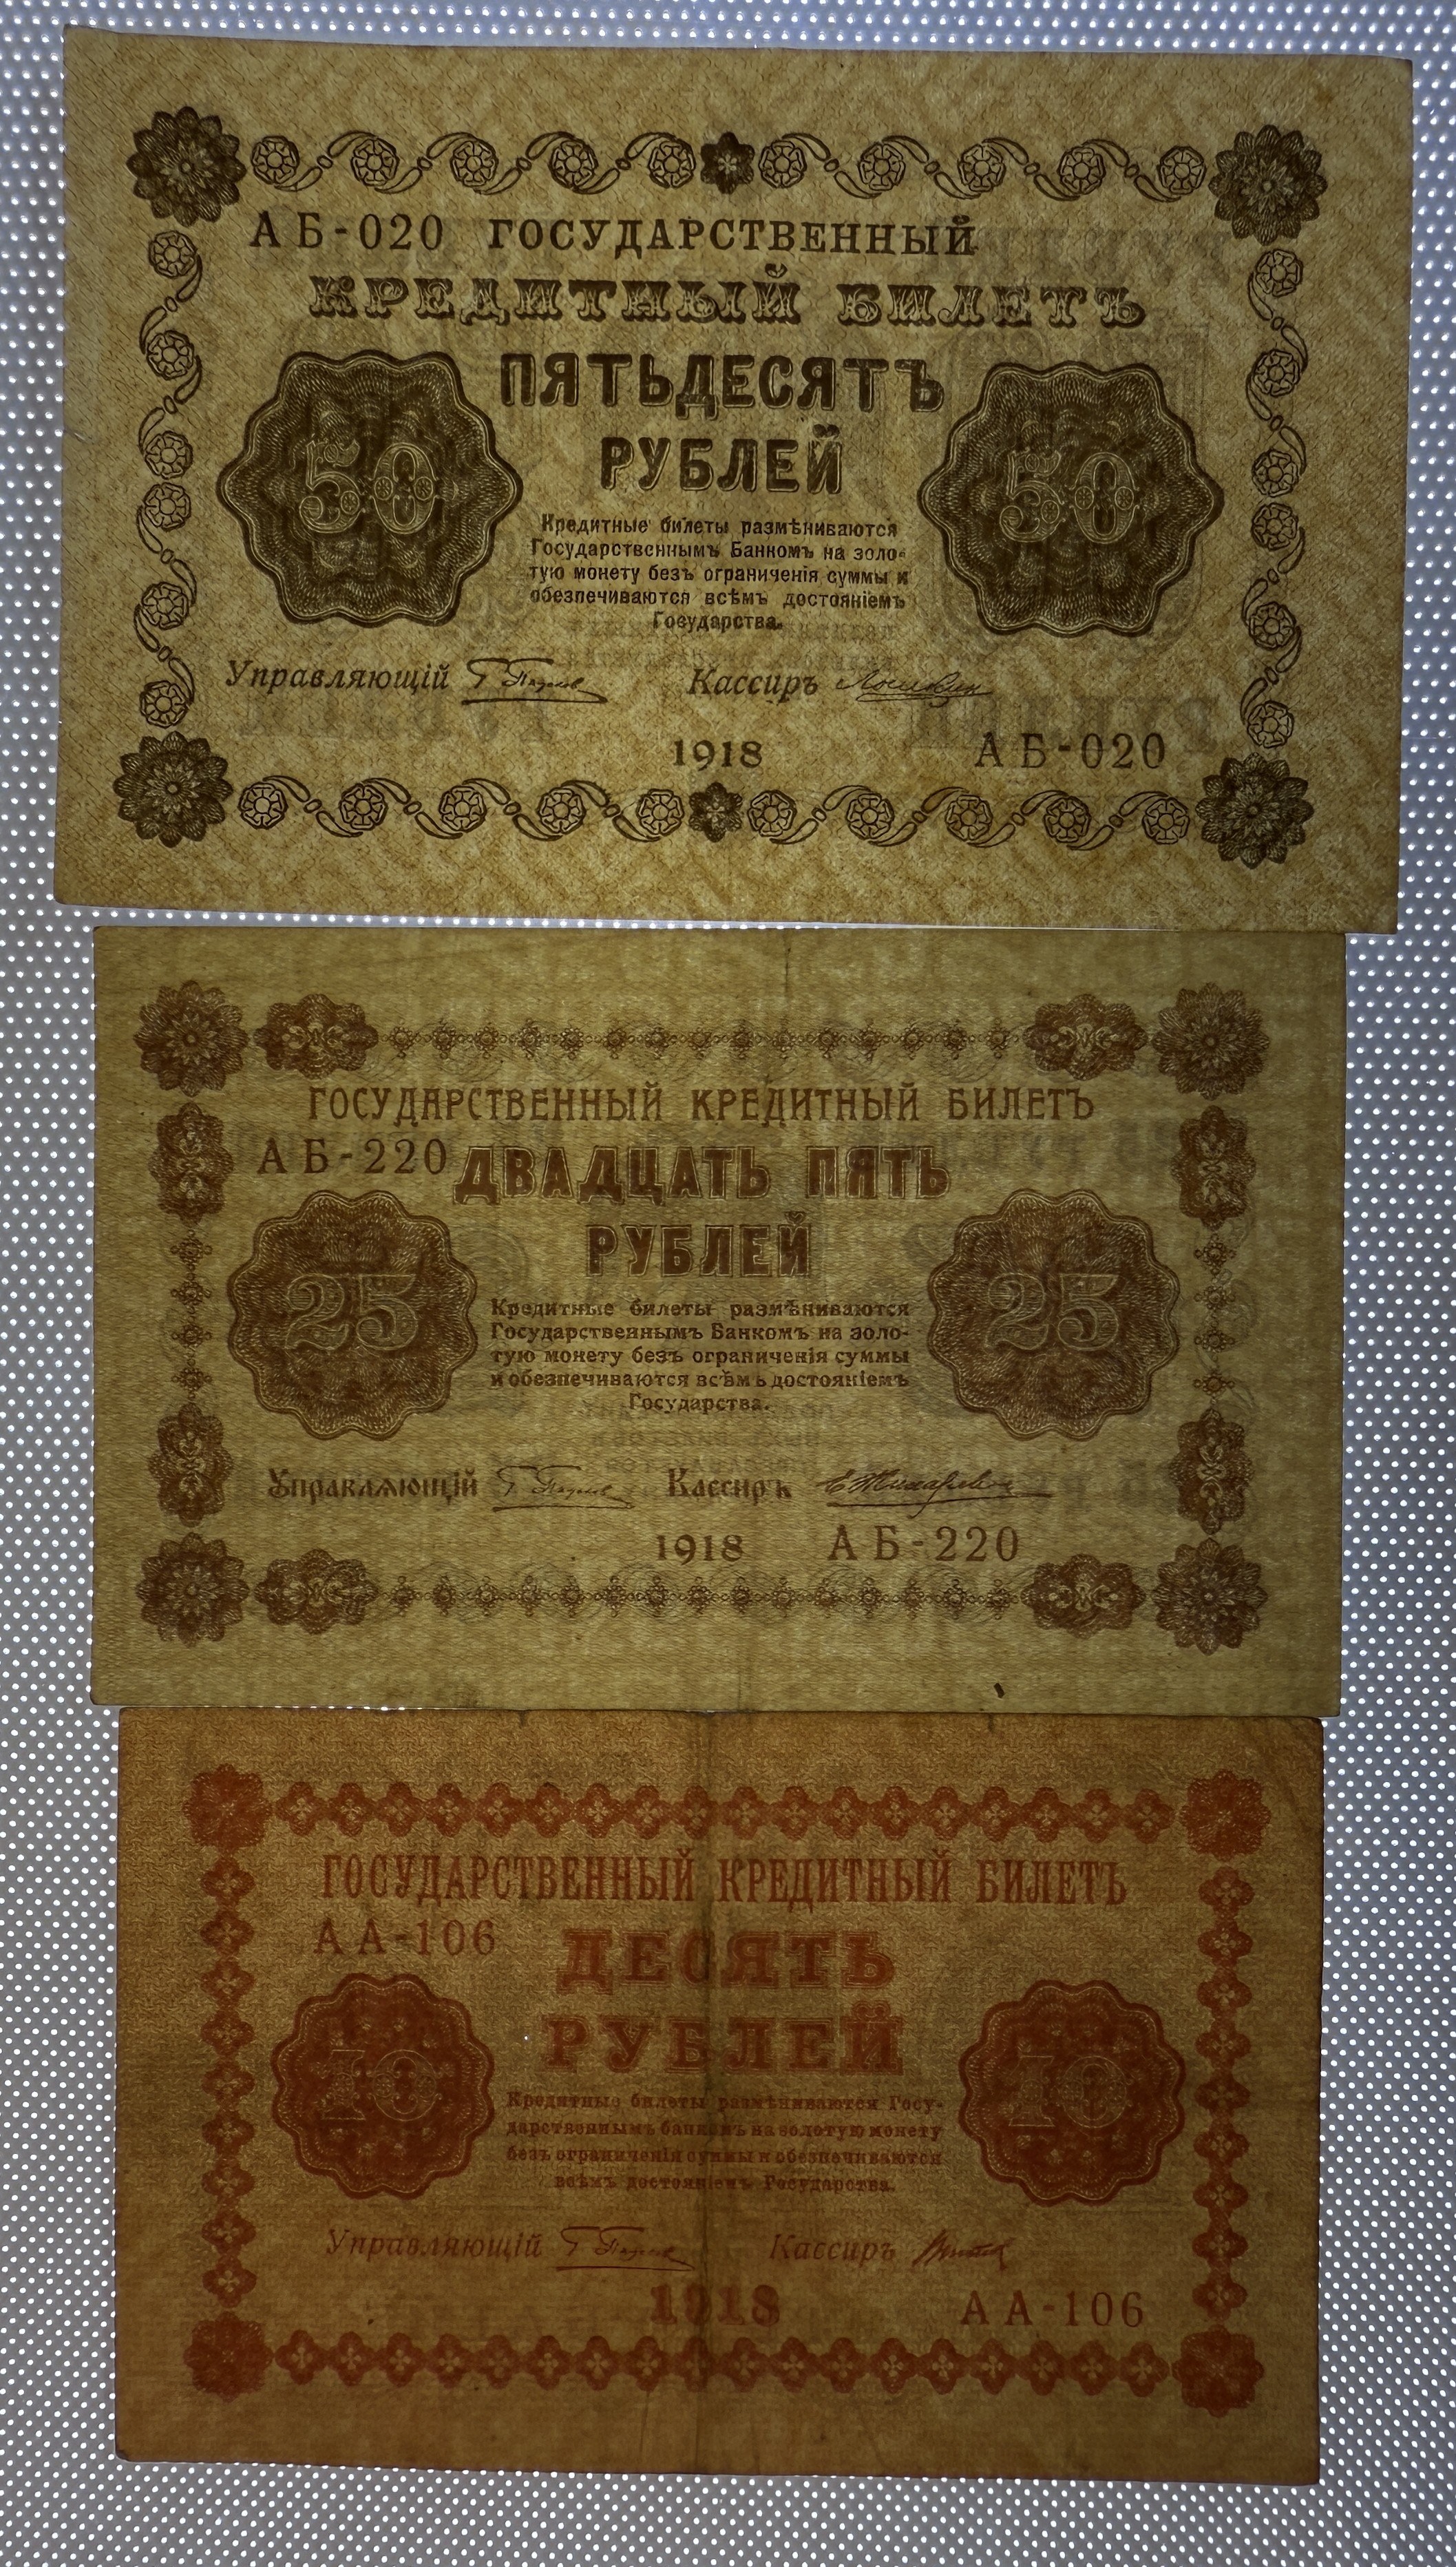 АБ-020 ГОСУДАРСТВЕННЫЙ
КРЕДИТНЫЙ БИЛЕТЪ
ПЯТЬДЕСЯТЪ
РУБЛЕЙ
50 50
Кредитные билеты размѣниваются
Государственнымъ Банкомъ на золо-
тую монету безъ ограниченія суммы и
обезпечиваются всѣмъ достояніемъ
Государства.
Управляющій Кассиръ
1918 АБ-020
ГОСУДАРСТВЕННЫЙ КРЕДИТНЫЙ БИЛЕТЪ
АБ-220 ДВАДЦАТЬ ПЯТЬ
РУБЛЕЙ
25 25
Кредитные билеты размѣниваются
Государственнымъ Банкомъ на золо-
тую монету безъ ограниченія суммы
и обезпечиваются всѣмъ достояніемъ
Государства.
Управляющій Кассиръ
1918 АБ-220
ГОСУДАРСТВЕННЫЙ КРЕДИТНЫЙ БИЛЕТЪ
АА-106 ДЕСЯТЬ
РУБЛЕЙ
10 10
Кредитные билеты размѣниваются Госу-
дарственнымъ банкомъ на золотую монету
безъ ограниченія суммы и обезпечиваются
всѣмъ достояніемъ Государства.
Управляющій Кассиръ
1918 АА-106